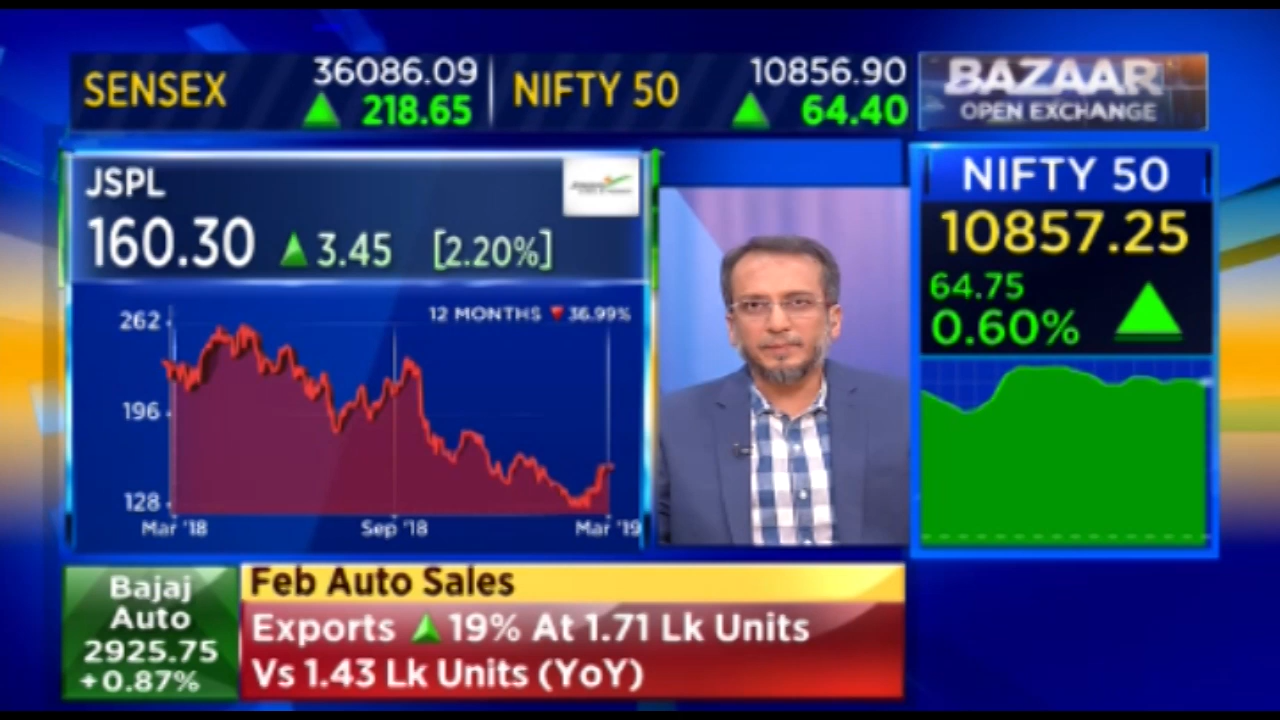 SENSEX
36086.09
▲ 218.65
NIFTY 50
10856.90
▲ 64.40
BAZAAR
OPEN EXCHANGE
JSPL
160.30 ▲ 3.45 [2.20%]
12 MONTHS ▼ 36.99%
262
196
128
Mar '18 Sep '18 Mar '19
NIFTY 50
10857.25
64.75
0.60%
Bajaj
Auto
2925.75
+0.87%
Feb Auto Sales
Exports ▲ 19% At 1.71 Lk Units
Vs 1.43 Lk Units (YoY)